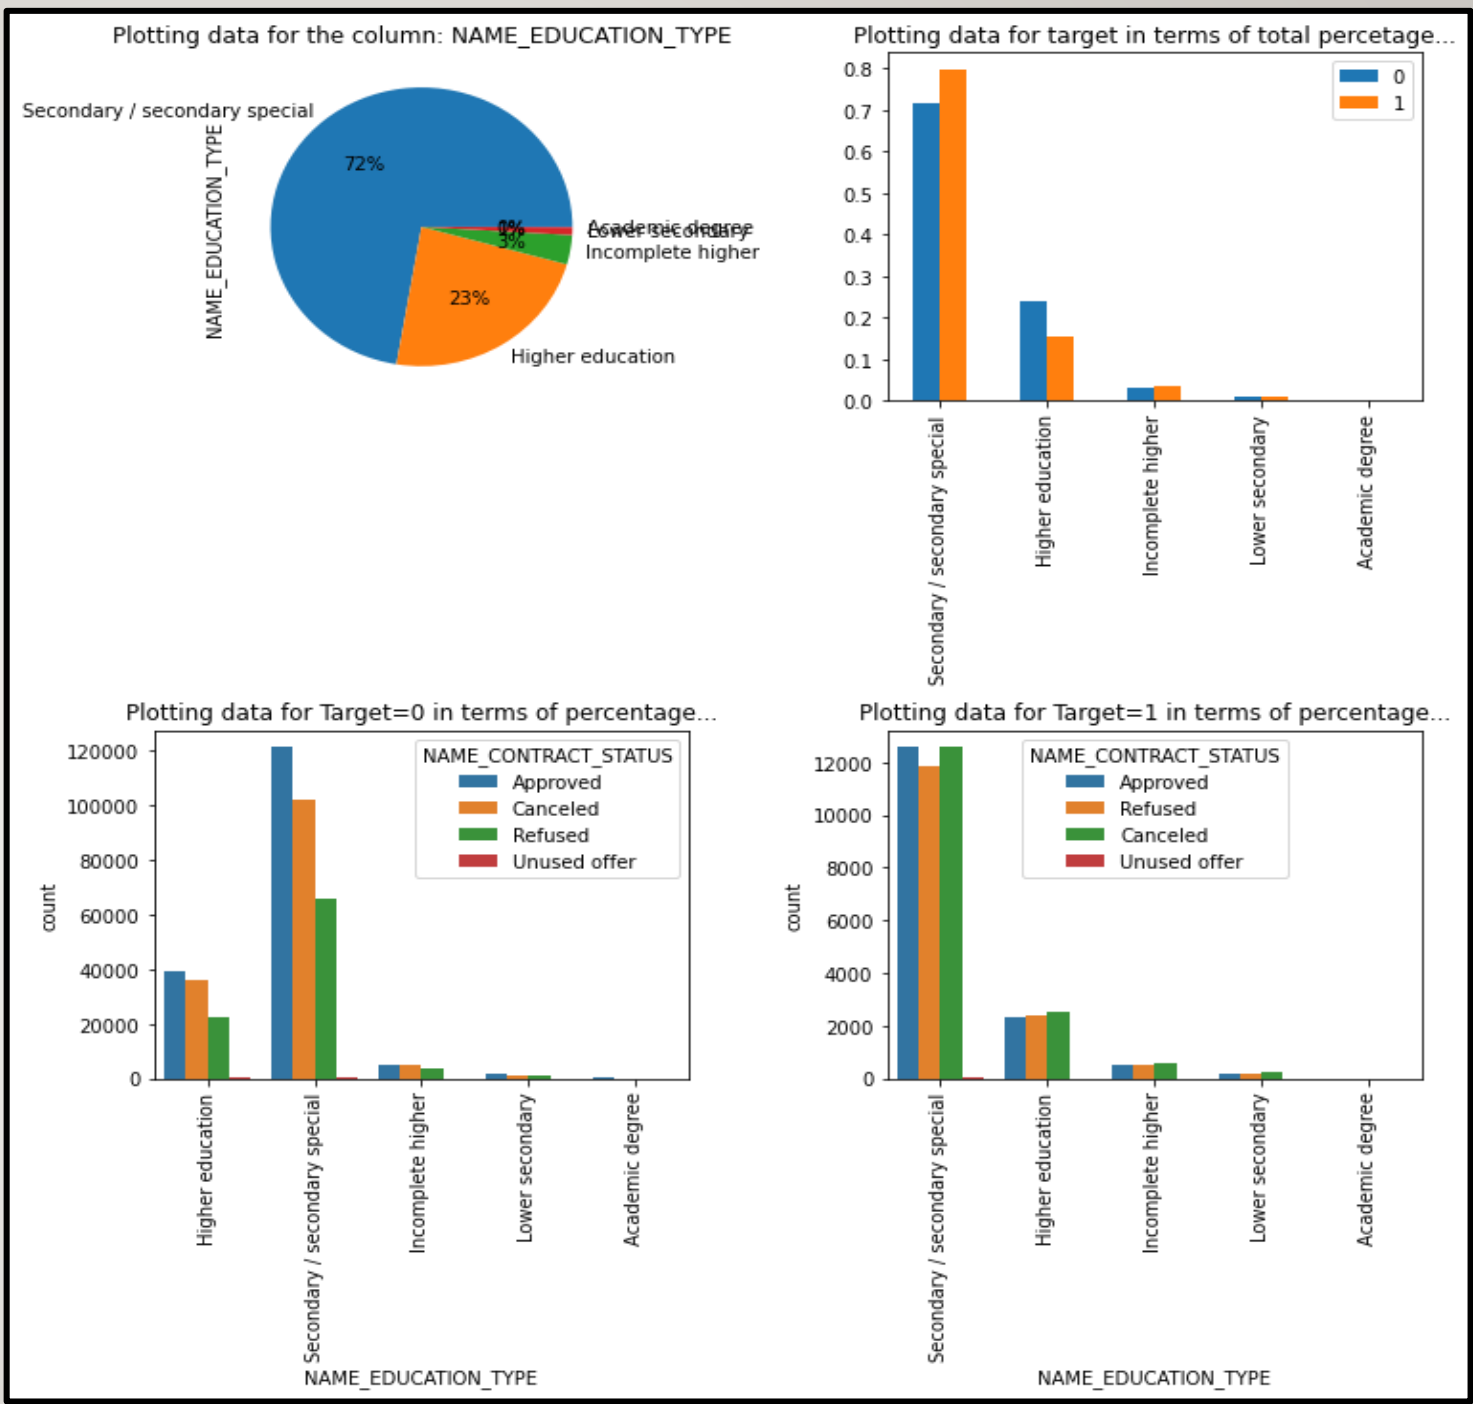 Plotting data for the column: NAME_EDUCATION_TYPE
Secondary / secondary special
NAME_EDUCATION_TYPE
72%
23%
3%
Academic degree
Lower secondary
Incomplete higher
Higher education
Plotting data for target in terms of total percetage...
0.8
0.7
0.6
0.5
0.4
0.3
0.2
0.1
0.0
0
1
Secondary / secondary special
Higher education
Incomplete higher
Lower secondary
Academic degree
Plotting data for Target=0 in terms of percentage...
count
120000
100000
80000
60000
40000
20000
0
NAME_CONTRACT_STATUS
Approved
Canceled
Refused
Unused offer
Higher education
Secondary / secondary special
Incomplete higher
Lower secondary
Academic degree
NAME_EDUCATION_TYPE
Plotting data for Target=1 in terms of percentage...
count
12000
10000
8000
6000
4000
2000
0
NAME_CONTRACT_STATUS
Approved
Refused
Canceled
Unused offer
Secondary / secondary special
Higher education
Incomplete higher
Lower secondary
Academic degree
NAME_EDUCATION_TYPE